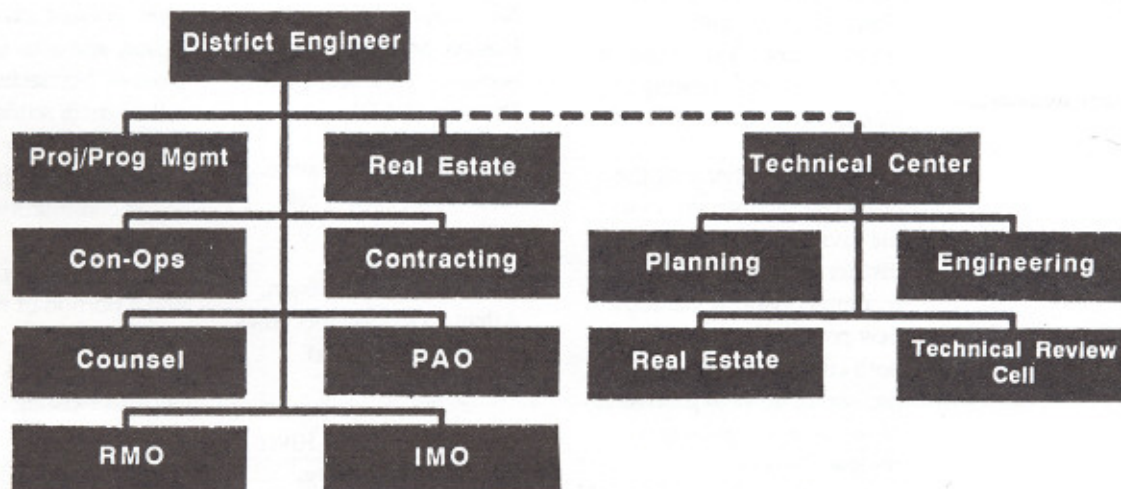 District Engineer
Proj/Prog Mgmt
Real Estate
Technical Center
Con-Ops
Contracting
Planning
Engineering
Counsel
PAO
Real Estate
Technical Review
Cell
RMO
IMO